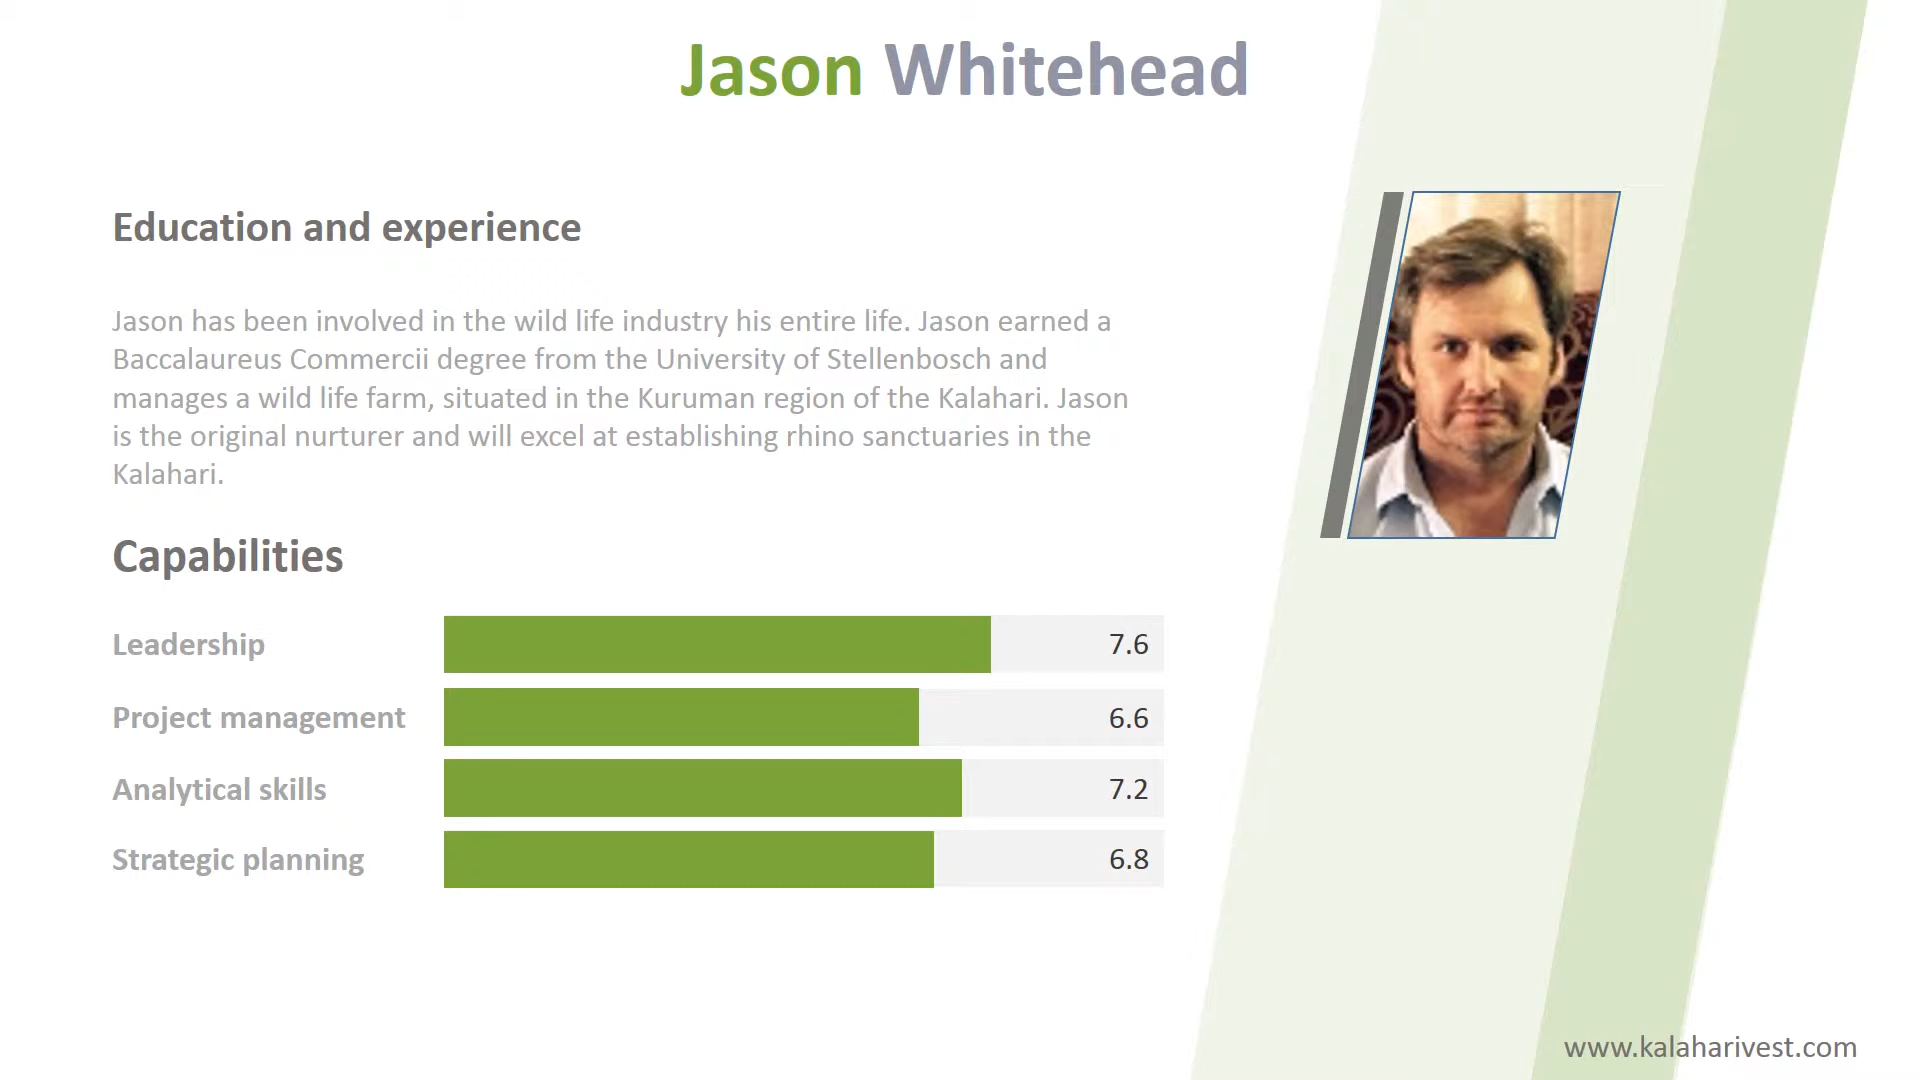 Jason Whitehead
Education and experience
Jason has been involved in the wild life industry his entire life. Jason earned a
Baccalaureus Commercii degree from the University of Stellenbosch and
manages a wild life farm, situated in the Kuruman region of the Kalahari. Jason
is the original nurturer and will excel at establishing rhino sanctuaries in the
Kalahari.
Capabilities
Leadership 7.6
Project management 6.6
Analytical skills 7.2
Strategic planning 6.8
www.kalaharivest.com